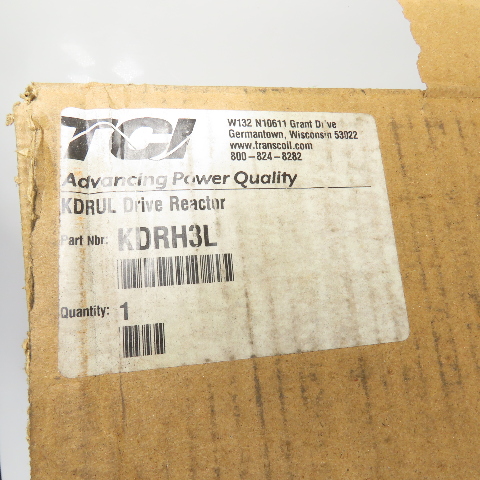 TCI
W132 N10611 Grant Drive
Germantown, Wisconsin 53022
www.transcoil.com
800-824-8282
Advancing Power Quality
KDRUL Drive Reactor
Part Nbr: KDRH3L
Quantity: 1